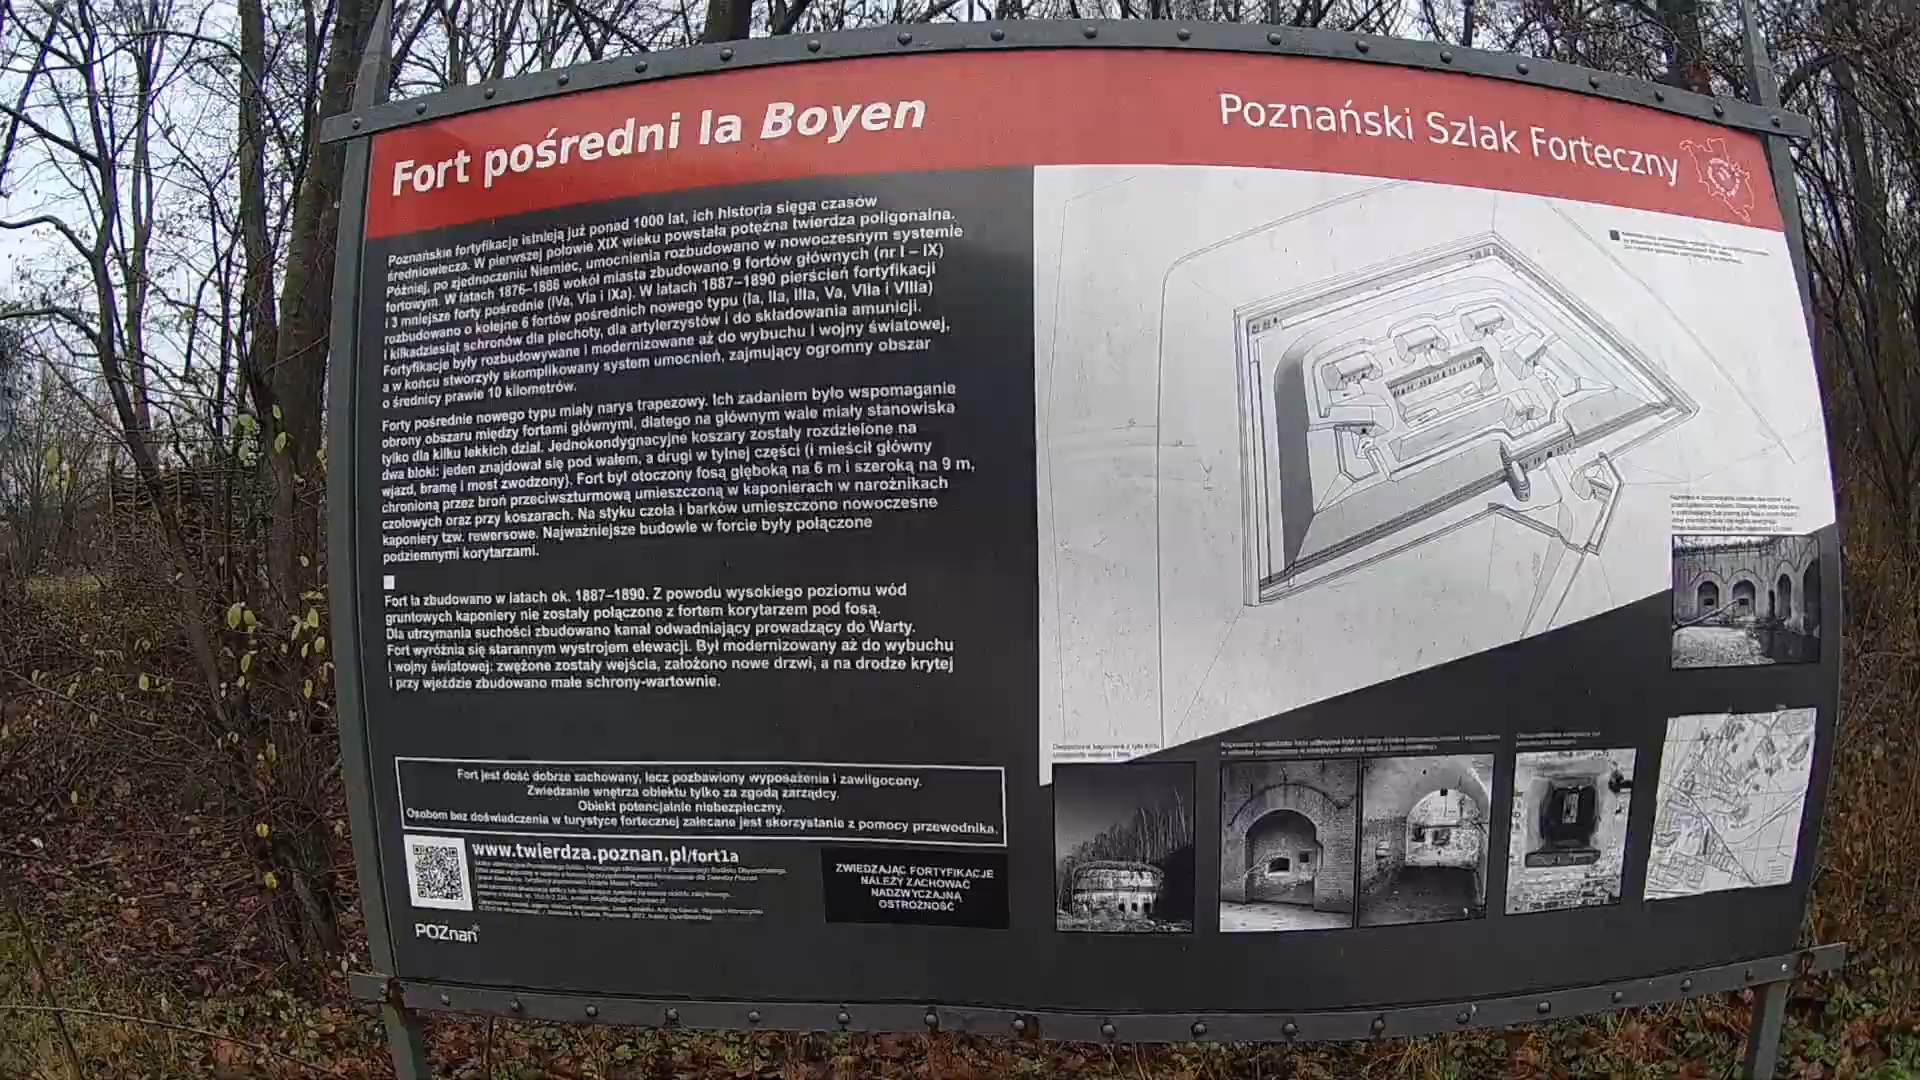 Fort pośredni Ia Boyen
Poznański Szlak Forteczny
Poznańskie fortyfikacje istnieją już ponad 1000 lat, ich historia sięga czasów
średniowiecza. W pierwszej połowie XIX wieku powstała potężna twierdza poligonalna.
Później, po zjednoczeniu Niemiec, umocnienia rozbudowano w nowoczesnym systemie
fortowym. W latach 1876–1886 wokół miasta zbudowano 9 fortów głównych (nr I – IX)
i 3 mniejsze forty pośrednie (IVa, VIa i IXa). W latach 1887–1890 pierścień fortyfikacji
rozbudowano o kolejne 6 fortów pośrednich nowego typu (Ia, IIa, IIIa, Va, VIIa i VIIIa)
i kilkadziesiąt schronów dla piechoty, dla artylerzystów i do składowania amunicji.
Fortyfikacje były rozbudowywane i modernizowane aż do wybuchu I wojny światowej,
a w końcu stworzyły skomplikowany system umocnień, zajmujący ogromny obszar
o średnicy prawie 10 kilometrów.
Forty pośrednie nowego typu miały narys trapezowy. Ich zadaniem było wspomaganie
obrony obszaru między fortami głównymi, dlatego na głównym wale miały stanowiska
tylko dla kilku lekkich dział. Jednokondygnacyjne koszary zostały rozdzielone na
dwa bloki: jeden znajdował się pod wałem, a drugi w tylnej części (i mieścił główny
wjazd, bramę i most zwodzony). Fort był otoczony fosą głęboką na 6 m i szeroką na 9 m,
chronioną przez broń przeciwszturmową umieszczoną w kaponierach w narożnikach
czołowych oraz przy koszarach. Na styku czoła i barków umieszczono nowoczesne
kaponiery tzw. rewersowe. Najważniejsze budowle w forcie były połączone
podziemnymi korytarzami.
Fort Ia zbudowano w latach ok. 1887–1890. Z powodu wysokiego poziomu wód
gruntowych kaponiery nie zostały połączone z fortem korytarzem pod fosą.
Dla utrzymania suchości zbudowano kanał odwadniający prowadzący do Warty.
Fort wyróżnia się starannym wystrojem elewacji. Był modernizowany aż do wybuchu
I wojny światowej: zwężone zostały wejścia, założono nowe drzwi, a na drodze krytej
i przy wjeździe zbudowano małe schrony-wartownie.
Fort jest dość dobrze zachowany, lecz pozbawiony wyposażenia i zawilgocony.
Zwiedzanie wnętrza obiektu tylko za zgodą zarządcy.
Obiekt potencjalnie niebezpieczny.
Osobom bez doświadczenia w turystyce fortecznej zalecane jest skorzystanie z pomocy przewodnika.
www.twierdza.poznan.pl/fort1a
ZWIEDZAJĄC FORTYFIKACJE
NALEŻY ZACHOWAĆ
NADZWYCZAJNĄ
OSTROŻNOŚĆ
POZnań*